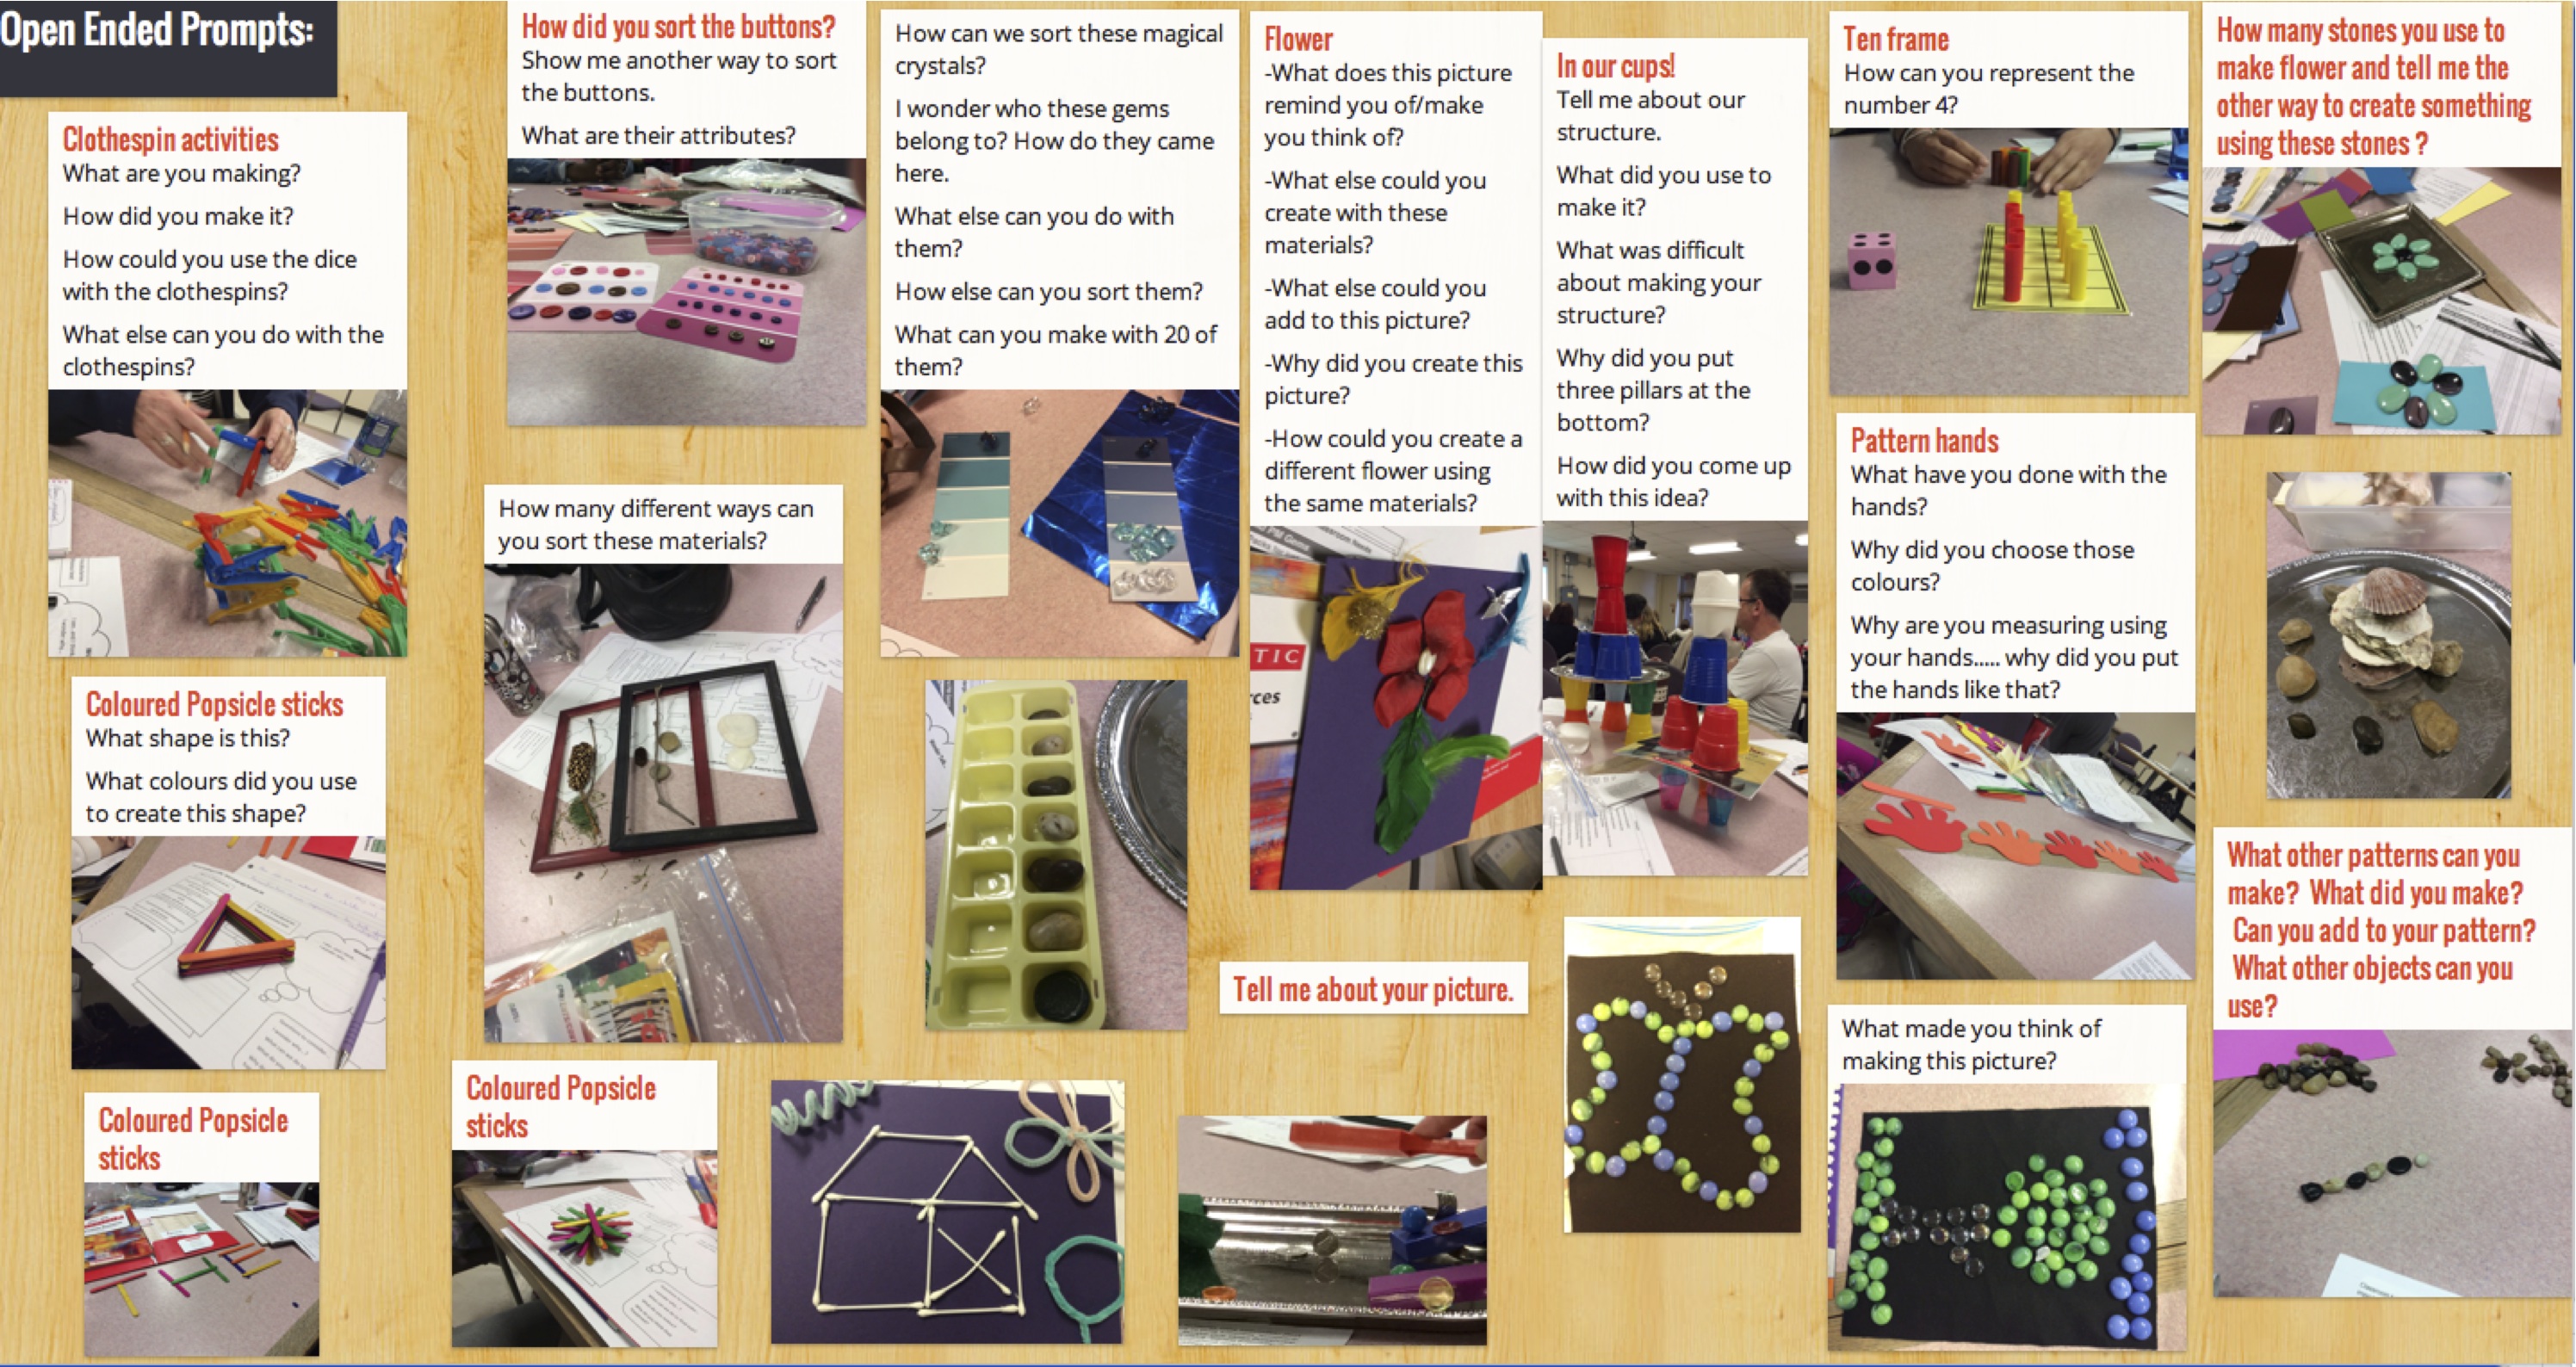 Open Ended Prompts:
Clothespin activities
What are you making?
How did you make it?
How could you use the dice
with the clothespins?
What else can you do with the
clothespins?
Coloured Popsicle sticks
What shape is this?
What colours did you use
to create this shape?
Coloured Popsicle
sticks
How did you sort the buttons?
Show me another way to sort
the buttons.
What are their attributes?
How many different ways can
you sort these materials?
Coloured Popsicle
sticks
How can we sort these magical
crystals?
I wonder who these gems
belong to? How do they came
here.
What else can you do with
them?
How else can you sort them?
What can you make with 20 of
them?
Flower
-What does this picture
remind you of/make
you think of?
-What else could you
create with these
materials?
-What else could you
add to this picture?
-Why did you create this
picture?
-How could you create a
different flower using
the same materials?
TIC
rces
Tell me about your picture.
In our cups!
Tell me about our
structure.
What did you use to
make it?
What was difficult
about making your
structure?
Why did you put
three pillars at the
bottom?
How did you come up
with this idea?
Ten frame
How can you represent the
number 4?
Pattern hands
What have you done with the
hands?
Why did you choose those
colours?
Why are you measuring using
your hands..... why did you put
the hands like that?
What made you think of
making this picture?
How many stones you use to
make flower and tell me the
other way to create something
using these stones ?
What other patterns can you
make? What did you make?
Can you add to your pattern?
What other objects can you
use?